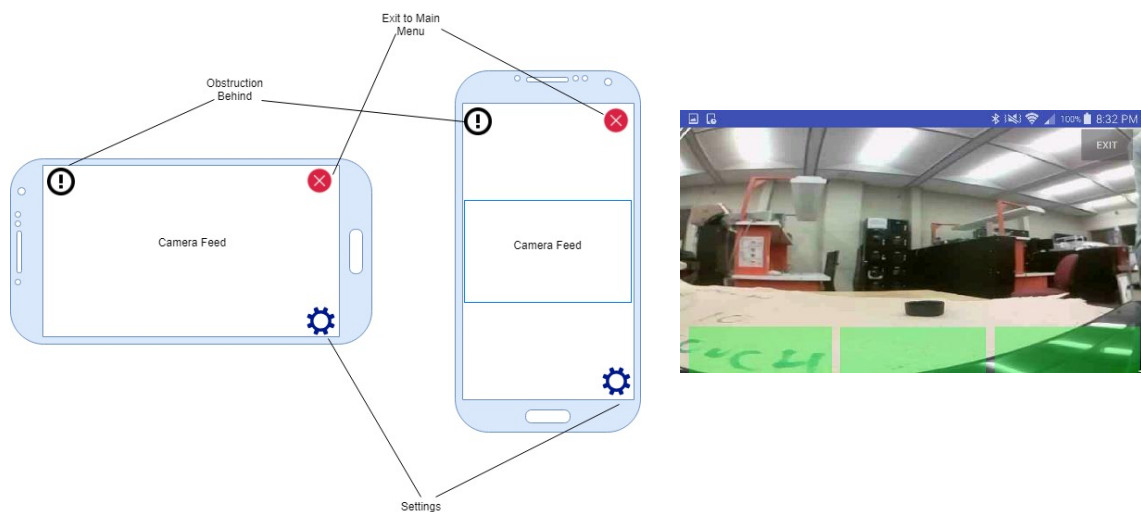 Exit to Main
Menu
Obstruction
Behind
Camera Feed
Camera Feed
Settings
100% 8:32 PM
EXIT